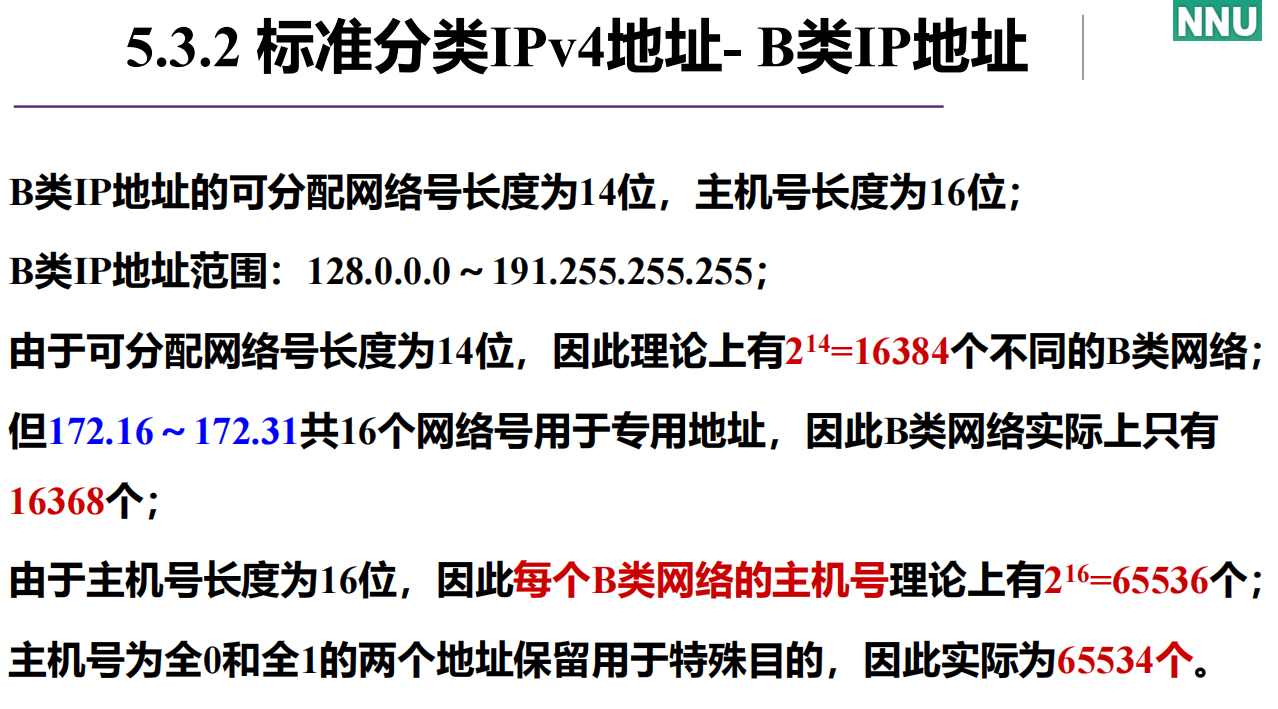 5.3.2 标准分类IPv4地址- B类IP地址
NNU
B类IP地址的可分配网络号长度为14位，主机号长度为16位；
B类IP地址范围：128.0.0.0～191.255.255.255；
由于可分配网络号长度为14位，因此理论上有2¹⁴=16384个不同的B类网络；
但172.16～172.31共16个网络号用于专用地址，因此B类网络实际上只有
16368个；
由于主机号长度为16位，因此每个B类网络的主机号理论上有2¹⁶=65536个；
主机号为全0和全1的两个地址保留用于特殊目的，因此实际为65534个。